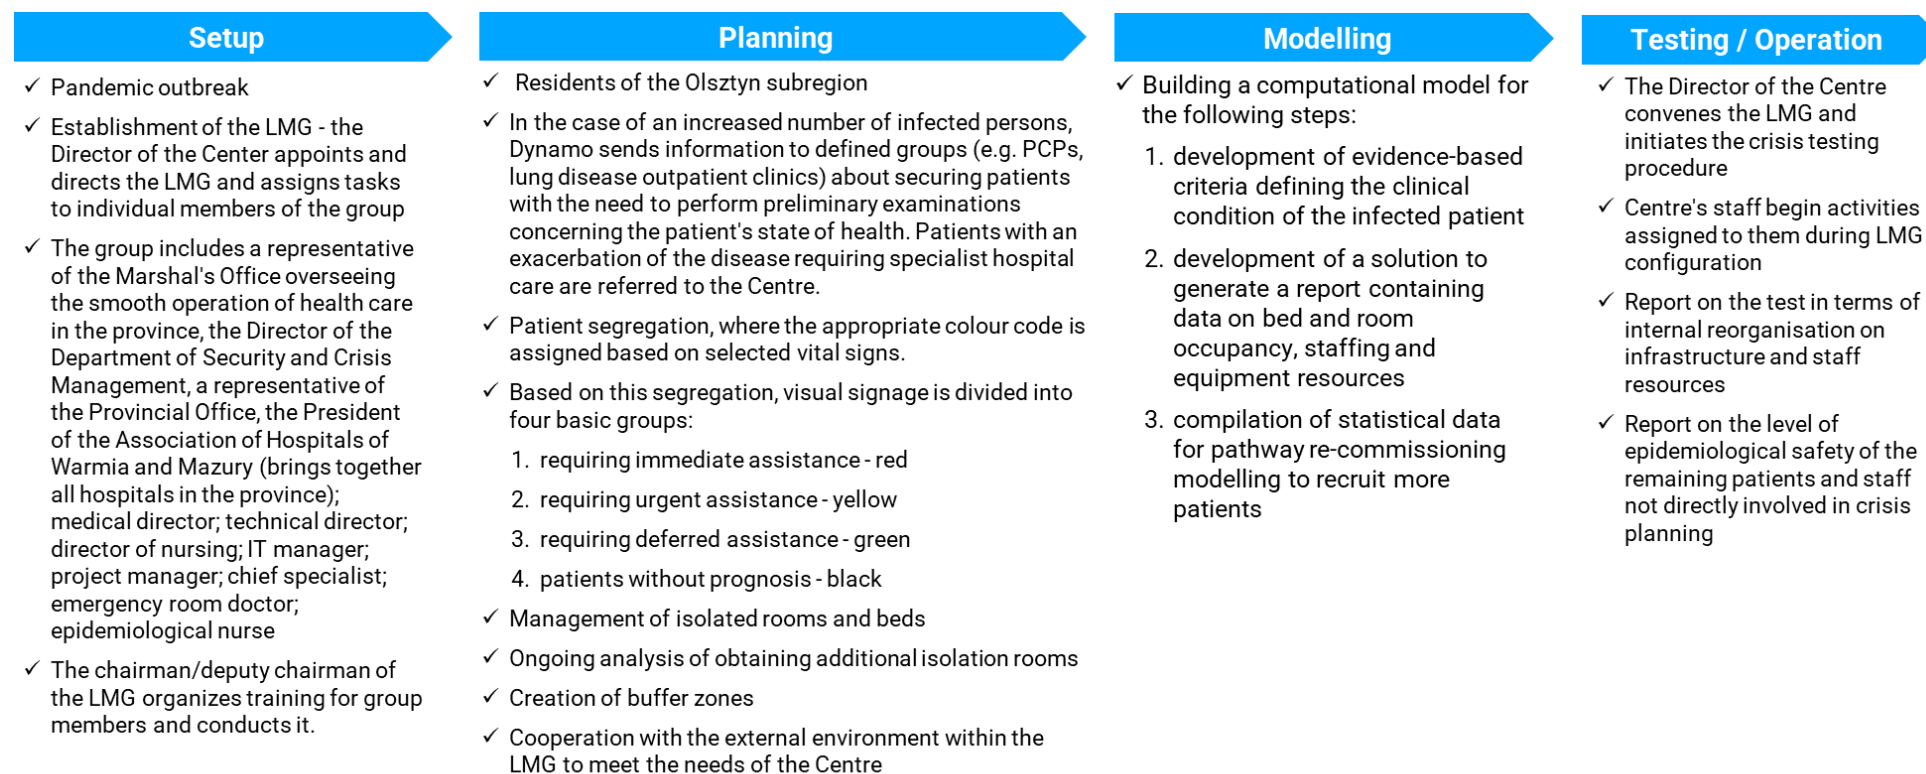 Setup
✓ Pandemic outbreak
✓ Establishment of the LMG - the
Director of the Center appoints and
directs the LMG and assigns tasks
to individual members of the group
✓ The group includes a representative
of the Marshal's Office overseeing
the smooth operation of health care
in the province, the Director of the
Department of Security and Crisis
Management, a representative of
the Provincial Office, the President
of the Association of Hospitals of
Warmia and Mazury (brings together
all hospitals in the province);
medical director; technical director;
director of nursing; IT manager;
project manager; chief specialist;
emergency room doctor;
epidemiological nurse
✓ The chairman/deputy chairman of
the LMG organizes training for group
members and conducts it.
Planning
✓ Residents of the Olsztyn subregion
✓ In the case of an increased number of infected persons,
Dynamo sends information to defined groups (e.g. PCPs,
lung disease outpatient clinics) about securing patients
with the need to perform preliminary examinations
concerning the patient's state of health. Patients with an
exacerbation of the disease requiring specialist hospital
care are referred to the Centre.
✓ Patient segregation, where the appropriate colour code is
assigned based on selected vital signs.
✓ Based on this segregation, visual signage is divided into
four basic groups:
1. requiring immediate assistance - red
2. requiring urgent assistance - yellow
3. requiring deferred assistance - green
4. patients without prognosis - black
✓ Management of isolated rooms and beds
✓ Ongoing analysis of obtaining additional isolation rooms
✓ Creation of buffer zones
✓ Cooperation with the external environment within the
LMG to meet the needs of the Centre
Modelling
✓ Building a computational model for
the following steps:
1. development of evidence-based
criteria defining the clinical
condition of the infected patient
2. development of a solution to
generate a report containing
data on bed and room
occupancy, staffing and
equipment resources
3. compilation of statistical data
for pathway re-commissioning
modelling to recruit more
patients
Testing / Operation
✓ The Director of the Centre
convenes the LMG and
initiates the crisis testing
procedure
✓ Centre's staff begin activities
assigned to them during LMG
configuration
✓ Report on the test in terms of
internal reorganisation on
infrastructure and staff
resources
✓ Report on the level of
epidemiological safety of the
remaining patients and staff
not directly involved in crisis
planning